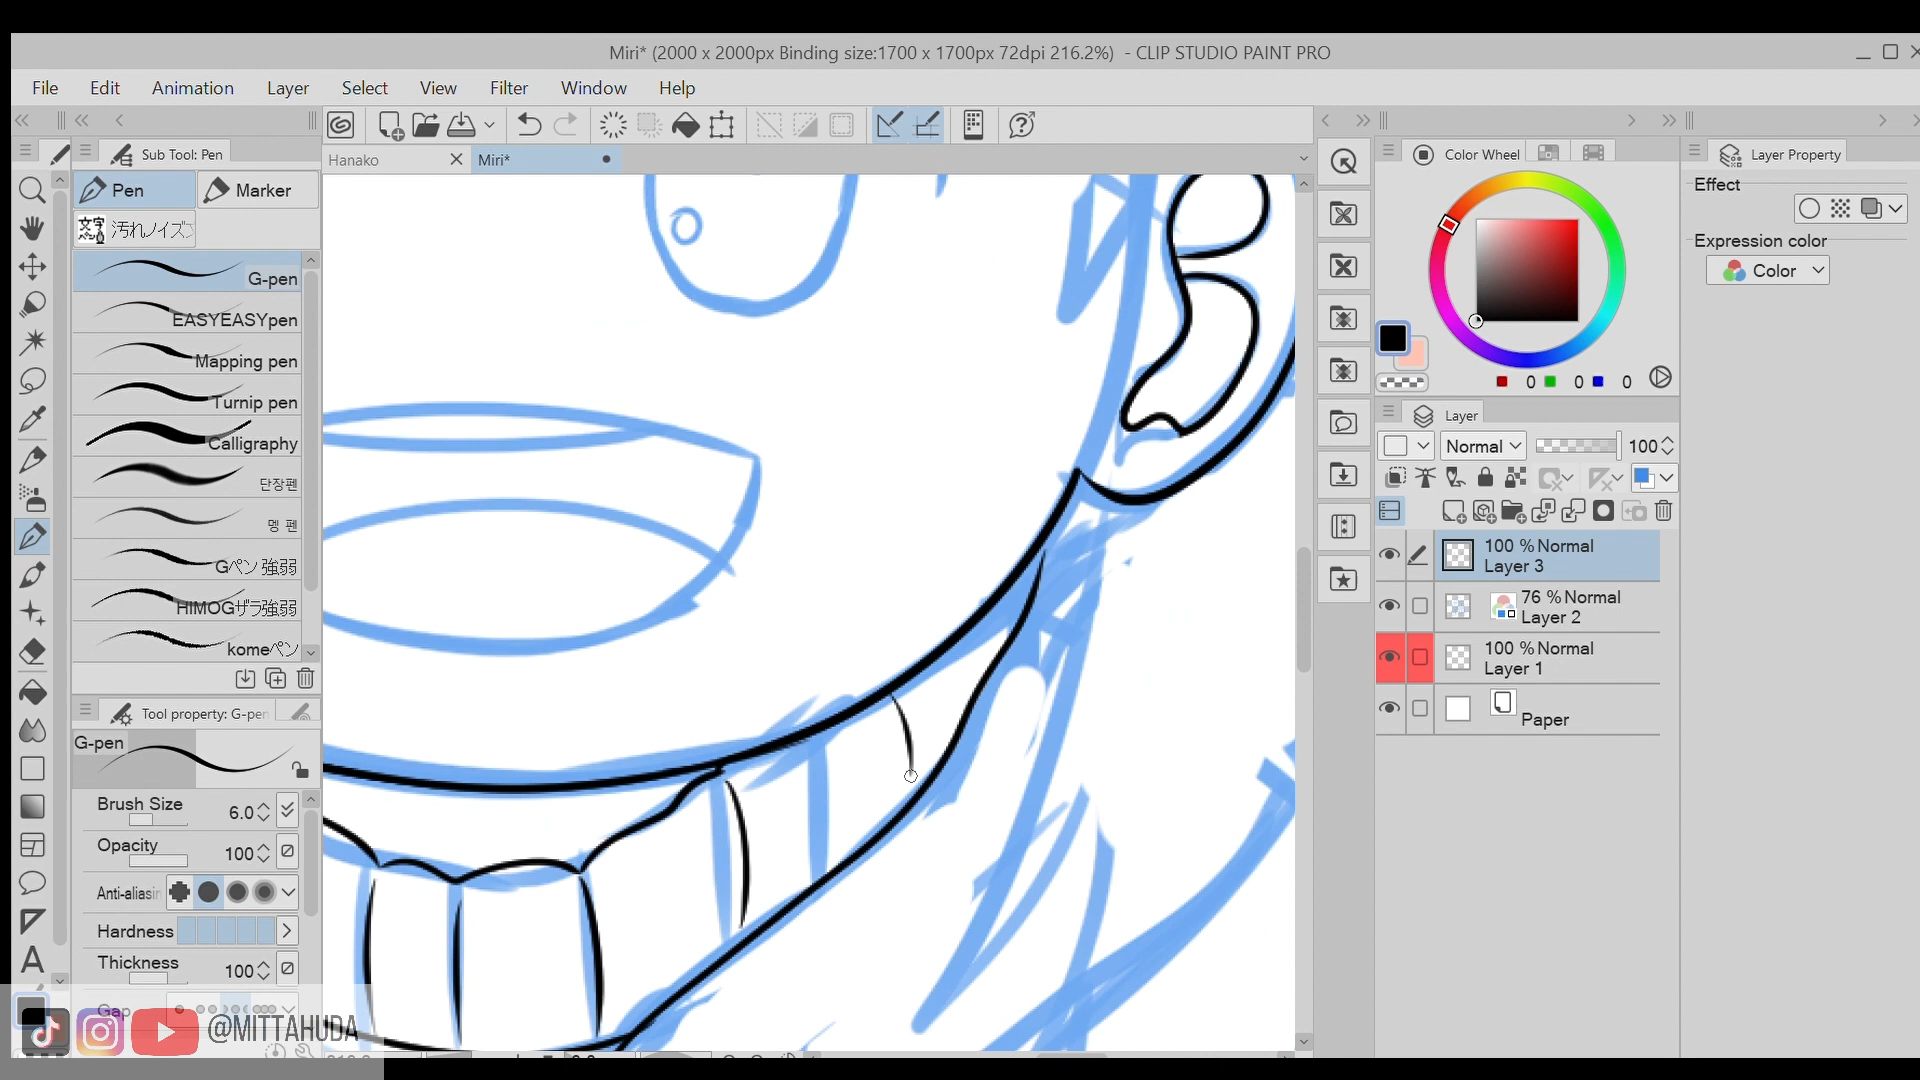 Miri* (2000 x 2000px Binding size:1700 x 1700px 72dpi 216.2%) - CLIP STUDIO PAINT PRO
File Edit Animation Layer Select View Filter Window Help
Sub Tool: Pen
Hanako
Miri*
Color Wheel
Layer Property
Pen
Marker
Effect
文字
汚れノイズ
Expression color
Color
G-pen
EASYEASYpen
Mapping pen
Turnip pen
0 0 0
Calligraphy
Layer
Normal 100
단장펜
멩 펜
Gペン 強弱
100 %Normal
Layer 3
HIMOGザラ強弱
76 %Normal
Layer 2
komeペン
100 %Normal
Layer 1
Paper
Tool property: G-pen
G-pen
Brush Size 6.0
Opacity 100
Anti-aliasin
Hardness
Thickness 100
Gap
@MITTAHUDA